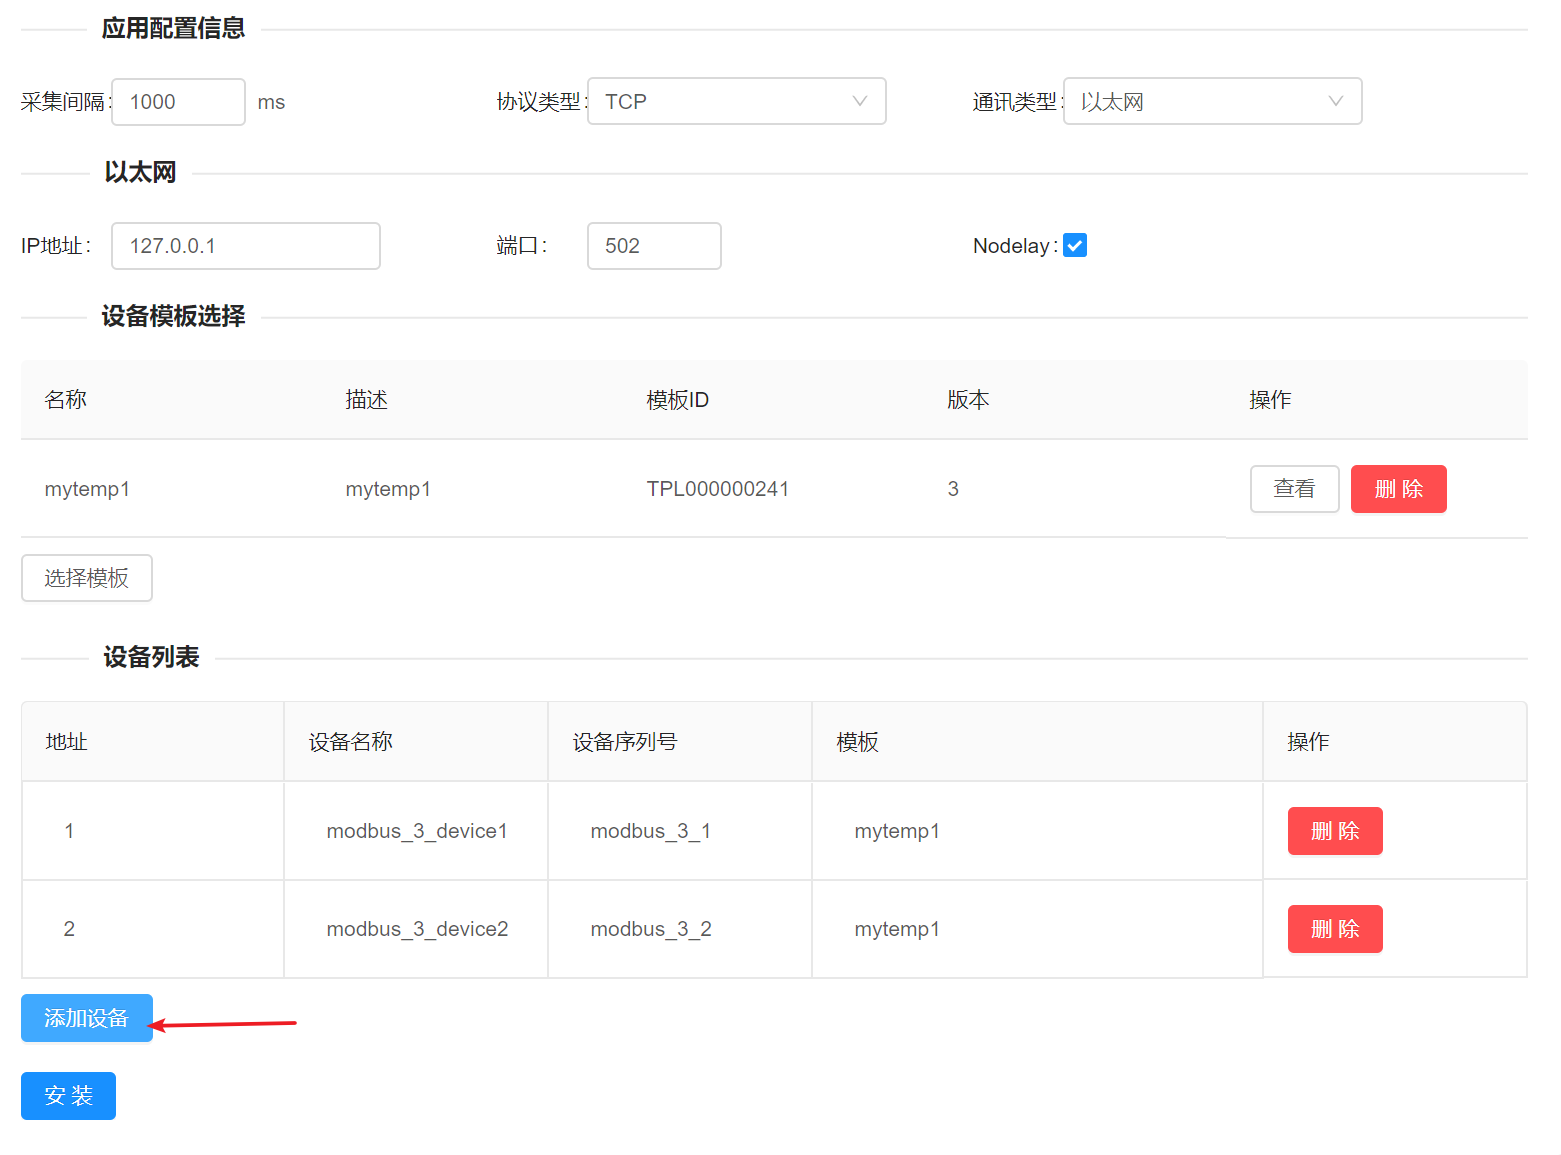 应用配置信息
采集间隔: 1000 ms 协议类型: TCP 通讯类型: 以太网
以太网
IP地址: 127.0.0.1 端口: 502 Nodelay:
设备模板选择
名称 描述 模板ID 版本 操作
mytemp1 mytemp1 TPL000000241 3 查看 删 除
选择模板
设备列表
地址 设备名称 设备序列号 模板 操作
1 modbus_3_device1 modbus_3_1 mytemp1 删 除
2 modbus_3_device2 modbus_3_2 mytemp1 删 除
添加设备
安 装